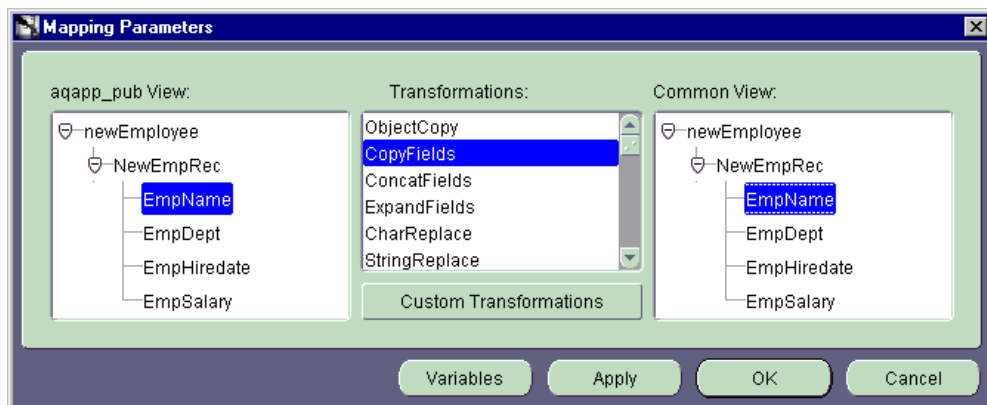 Mapping Parameters
aqapp_pub View:
Transformations:
Common View:
newEmployee
NewEmpRec
EmpName
EmpDept
EmpHiredate
EmpSalary
ObjectCopy
CopyFields
ConcatFields
ExpandFields
CharReplace
StringReplace
Custom Transformations
newEmployee
NewEmpRec
EmpName
EmpDept
EmpHiredate
EmpSalary
Variables
Apply
OK
Cancel